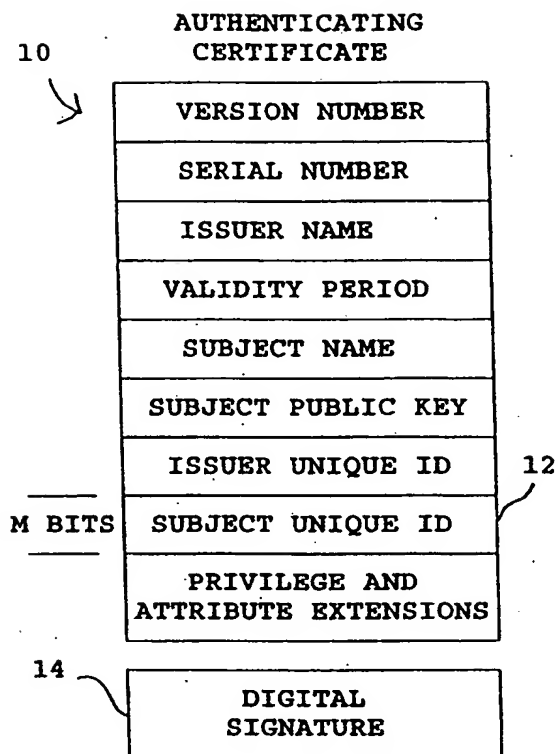 AUTHENTICATING
CERTIFICATE
10
VERSION NUMBER
SERIAL NUMBER
ISSUER NAME
VALIDITY PERIOD
SUBJECT NAME
SUBJECT PUBLIC KEY
ISSUER UNIQUE ID
12
M BITS
SUBJECT UNIQUE ID
PRIVILEGE AND
ATTRIBUTE EXTENSIONS
14
DIGITAL
SIGNATURE